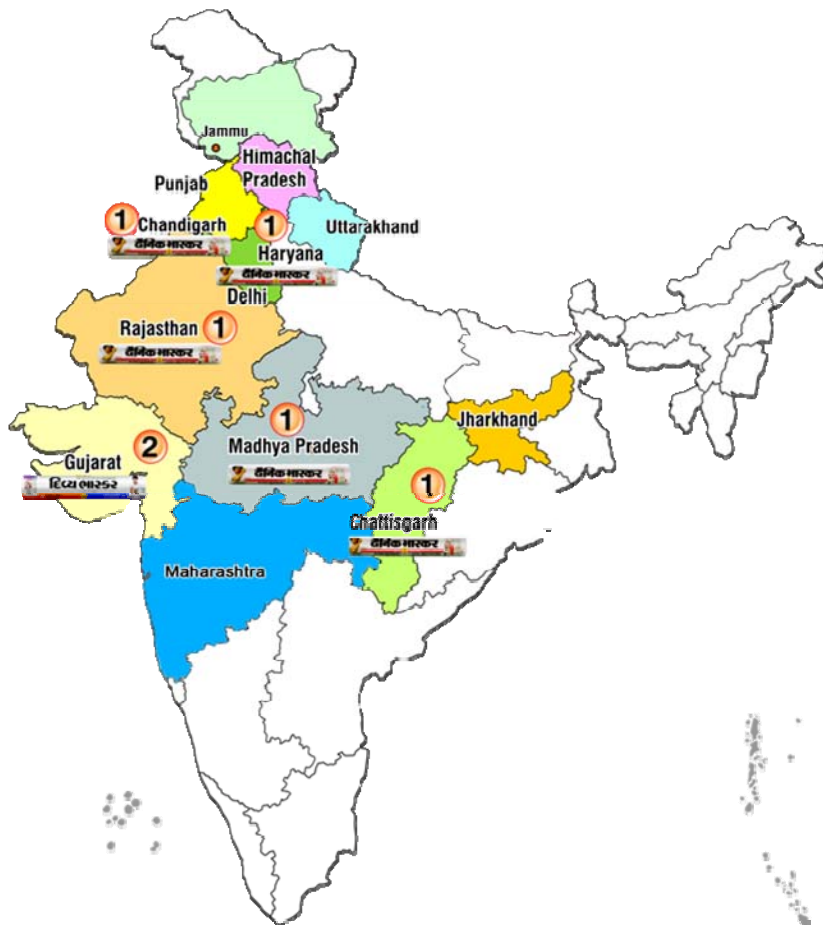 Jammu
Himachal
Pradesh
Punjab
1
Chandigarh
दैनिक भास्कर
1
Uttarakhand
Haryana
दैनिक भास्कर
Delhi
Rajasthan
1
दैनिक भास्कर
1
Madhya Pradesh
दैनिक भास्कर
Jharkhand
2
Gujarat
દિવ્ય ભાસ્કર
1
Chattisgarh
दैनिक भास्कर
Maharashtra